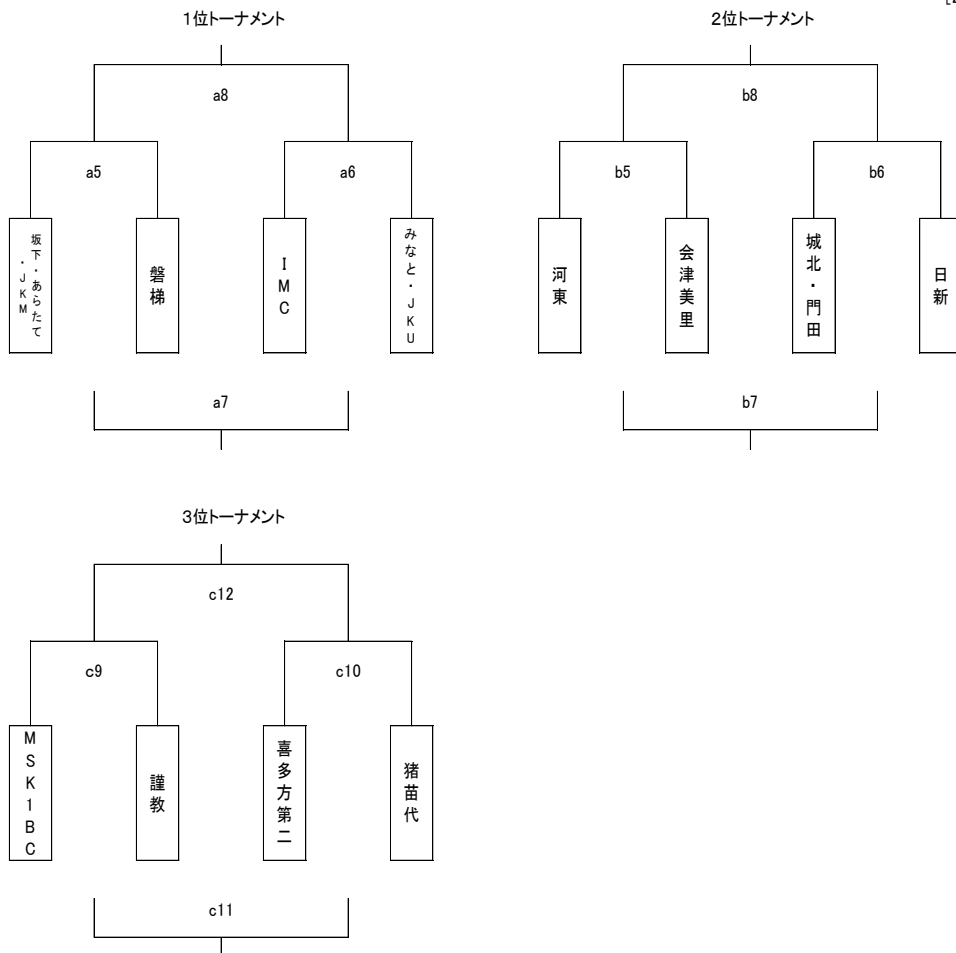 1位トーナメント
2位トーナメント
a8
b8
a5
a6
b5
b6
坂下・あらたて
・JKM
磐梯
IMC
みなと・JKU
河東
会津美里
城北・門田
日新
a7
b7
3位トーナメント
c12
c9
c10
MSK1BC
謹教
喜多方第二
猪苗代
c11